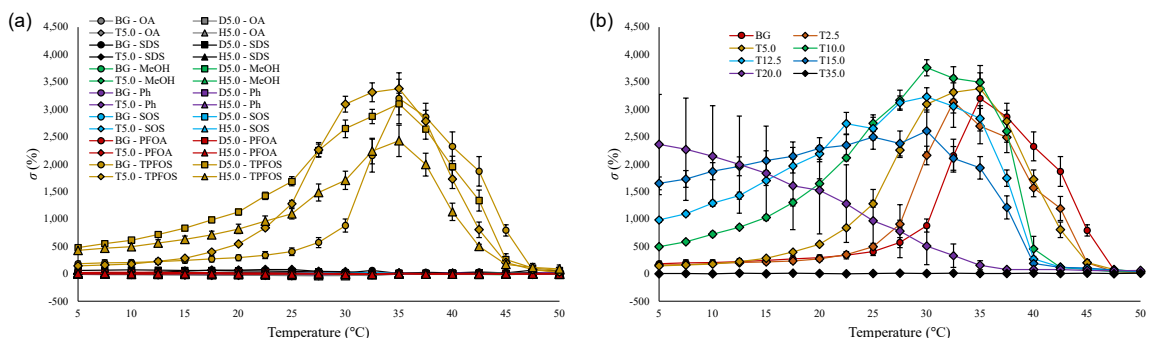 (a)
4,500
4,000
3,500
3,000
2,500
2,000
1,500
1,000
500
0
-500
σ (%)
BG - OA D5.0 - OA
T5.0 - OA H5.0 - OA
BG - SDS D5.0 - SDS
T5.0 - SDS H5.0 - SDS
BG - MeOH D5.0 - MeOH
T5.0 - MeOH H5.0 - MeOH
BG - Ph D5.0 - Ph
T5.0 - Ph H5.0 - Ph
BG - SOS D5.0 - SOS
T5.0 - SOS H5.0 - SOS
BG - PFOA D5.0 - PFOA
T5.0 - PFOA H5.0 - PFOA
BG - TPFOS D5.0 - TPFOS
T5.0 - TPFOS H5.0 - TPFOS
5 10 15 20 25 30 35 40 45 50
Temperature (°C)
(b)
4,500
4,000
3,500
3,000
2,500
2,000
1,500
1,000
500
0
-500
σ (%)
BG T2.5
T5.0 T10.0
T12.5 T15.0
T20.0 T35.0
5 10 15 20 25 30 35 40 45 50
Temperature (°C)